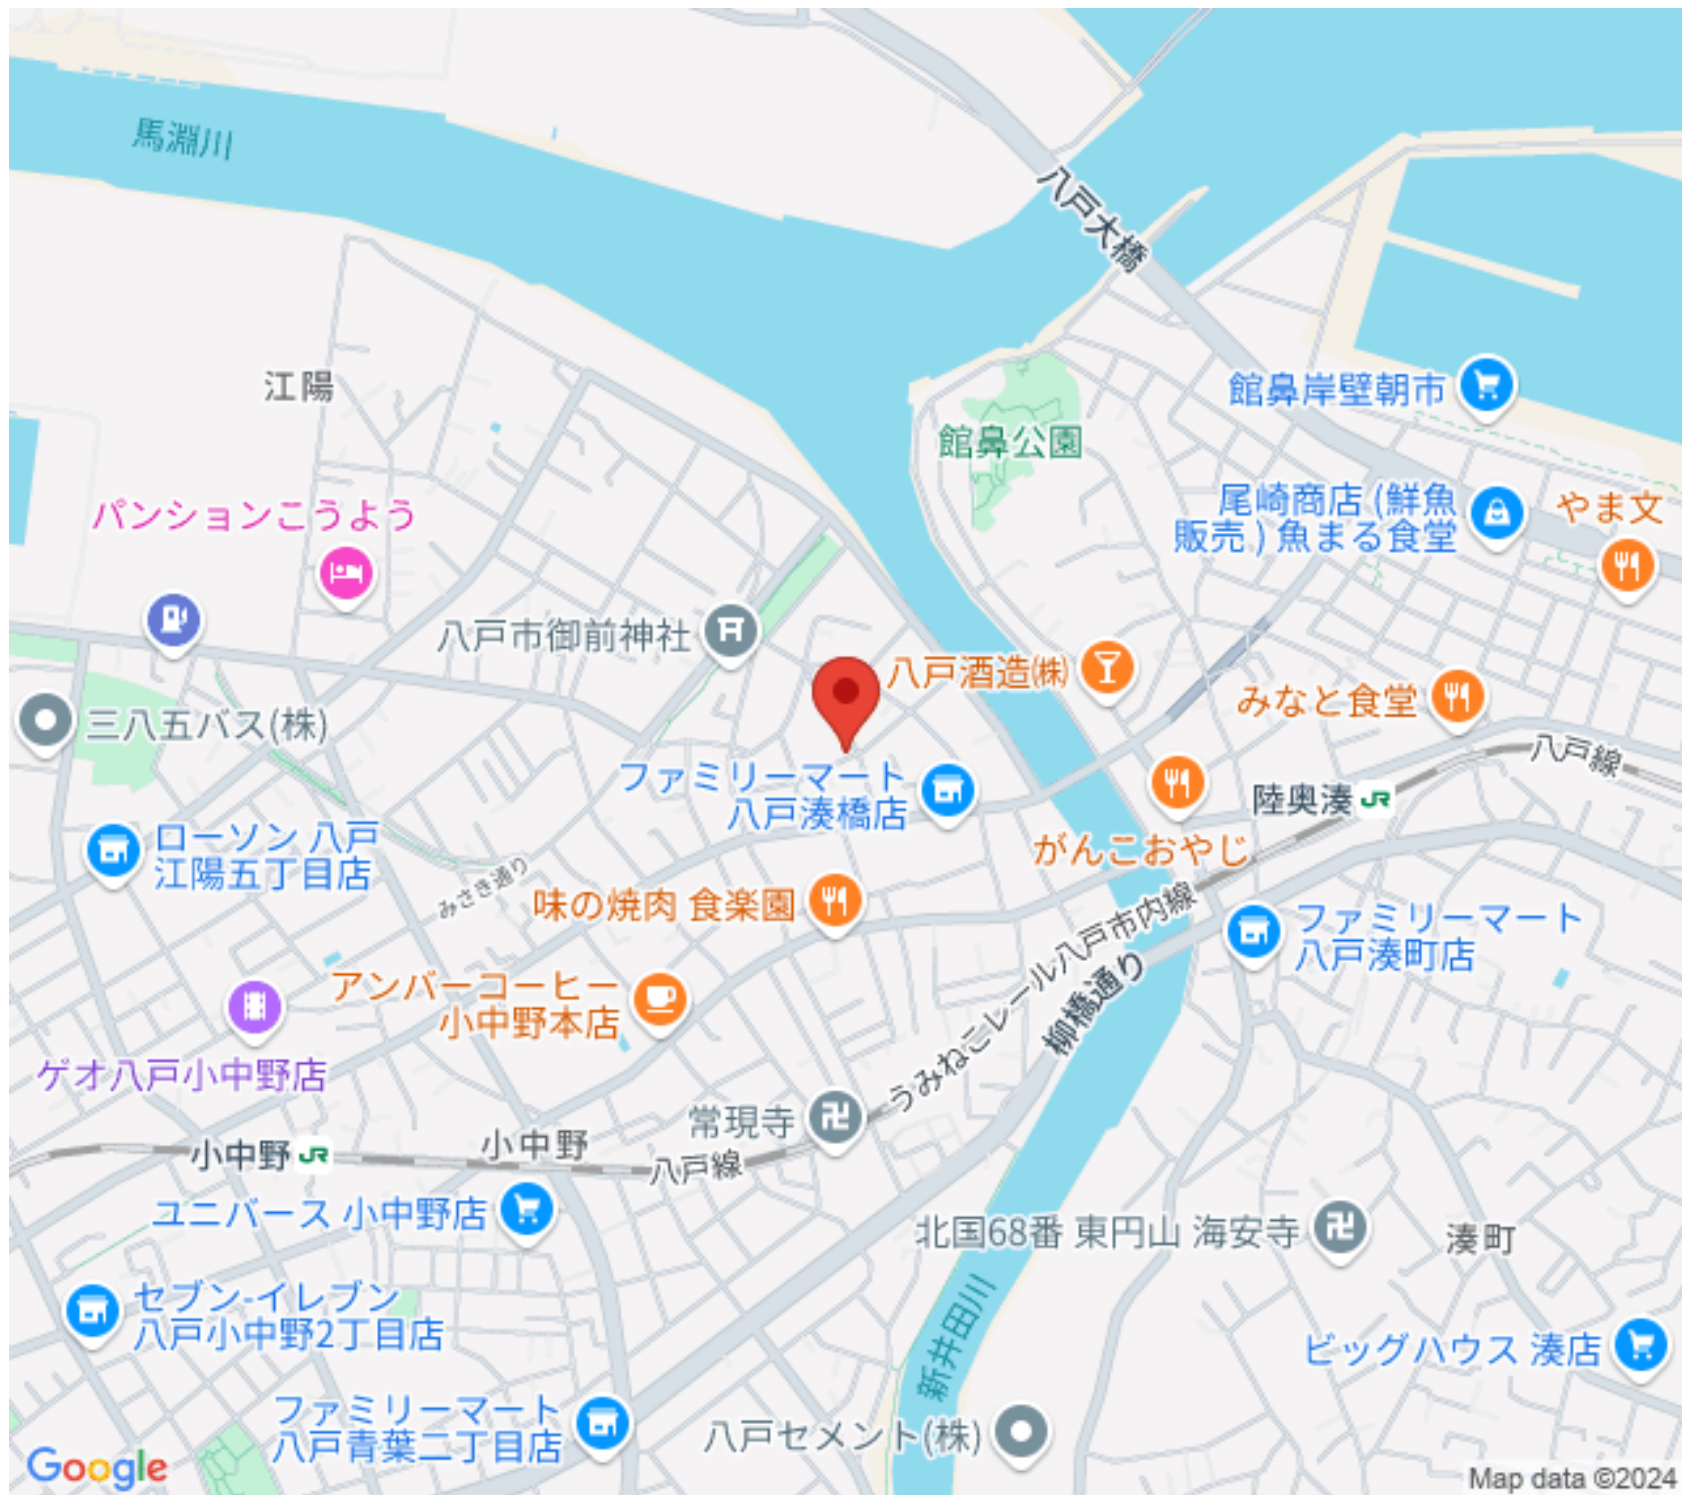 馬淵川
八戸大橋
江陽
館鼻岸壁朝市
館鼻公園
パンションこうよう
尾崎商店 (鮮魚
販売 ) 魚まる食堂
やま文
八戸市御前神社
八戸酒造㈱
みなと食堂
三八五バス(株)
八戸線
ファミリーマート
八戸湊橋店
陸奥湊
JR
ローソン 八戸
江陽五丁目店
みさき通り
がんこおやじ
味の焼肉 食楽園
うみねこレール八戸市内線
ファミリーマート
八戸湊町店
アンバーコーヒー
小中野本店
柳橋通り
ゲオ八戸小中野店
常現寺
小中野
JR
小中野
八戸線
ユニバース 小中野店
北国68番 東円山 海安寺
湊町
セブン-イレブン
八戸小中野2丁目店
新井田川
ビッグハウス 湊店
ファミリーマート
八戸青葉二丁目店
八戸セメント(株)
Google
Map data ©2024